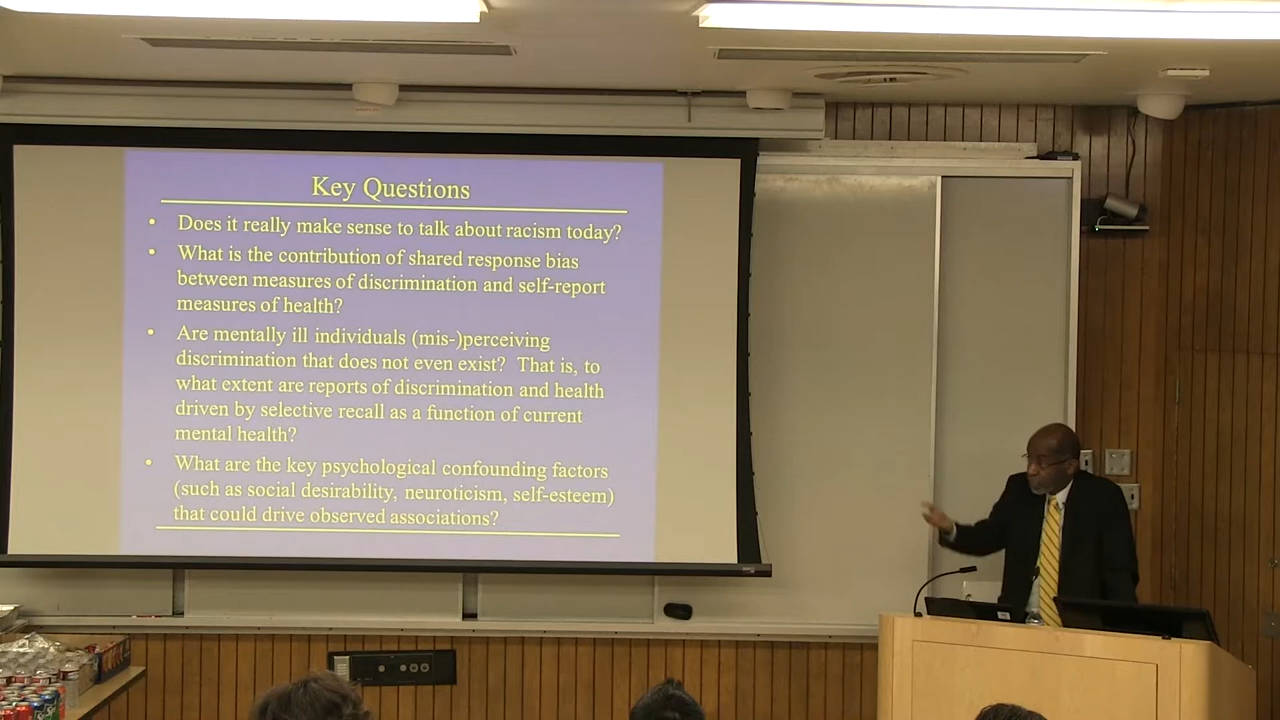 Key Questions
• Does it really make sense to talk about racism today?
• What is the contribution of shared response bias
between measures of discrimination and self-report
measures of health?
• Are mentally ill individuals (mis-)perceiving
discrimination that does not even exist? That is, to
what extent are reports of discrimination and health
driven by selective recall as a function of current
mental health?
• What are the key psychological confounding factors
(such as social desirability, neuroticism, self-esteem)
that could drive observed associations?